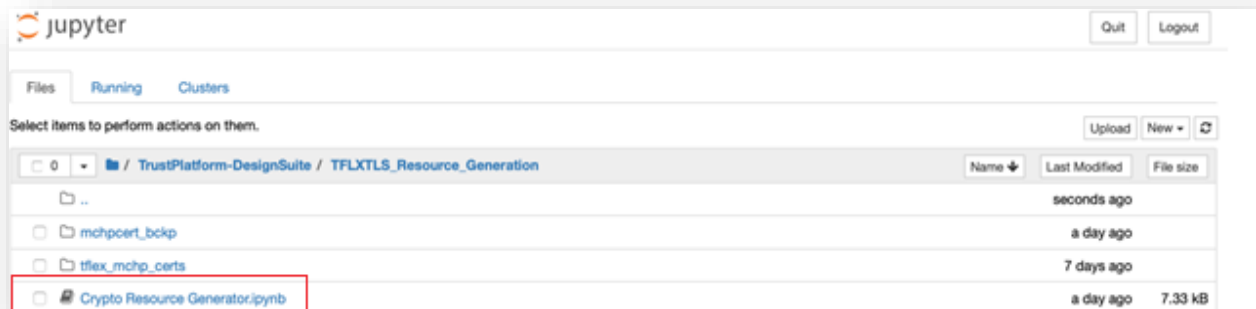 jupyter Quit Logout
Files Running Clusters
Select items to perform actions on them. Upload New
0 / TrustPlatform-DesignSuite / TFLXTLS_Resource_Generation Name Last Modified File size
.. seconds ago
mchpcert_bckp a day ago
tflex_mchp_certs 7 days ago
Crypto Resource Generator.ipynb a day ago 7.33 kB